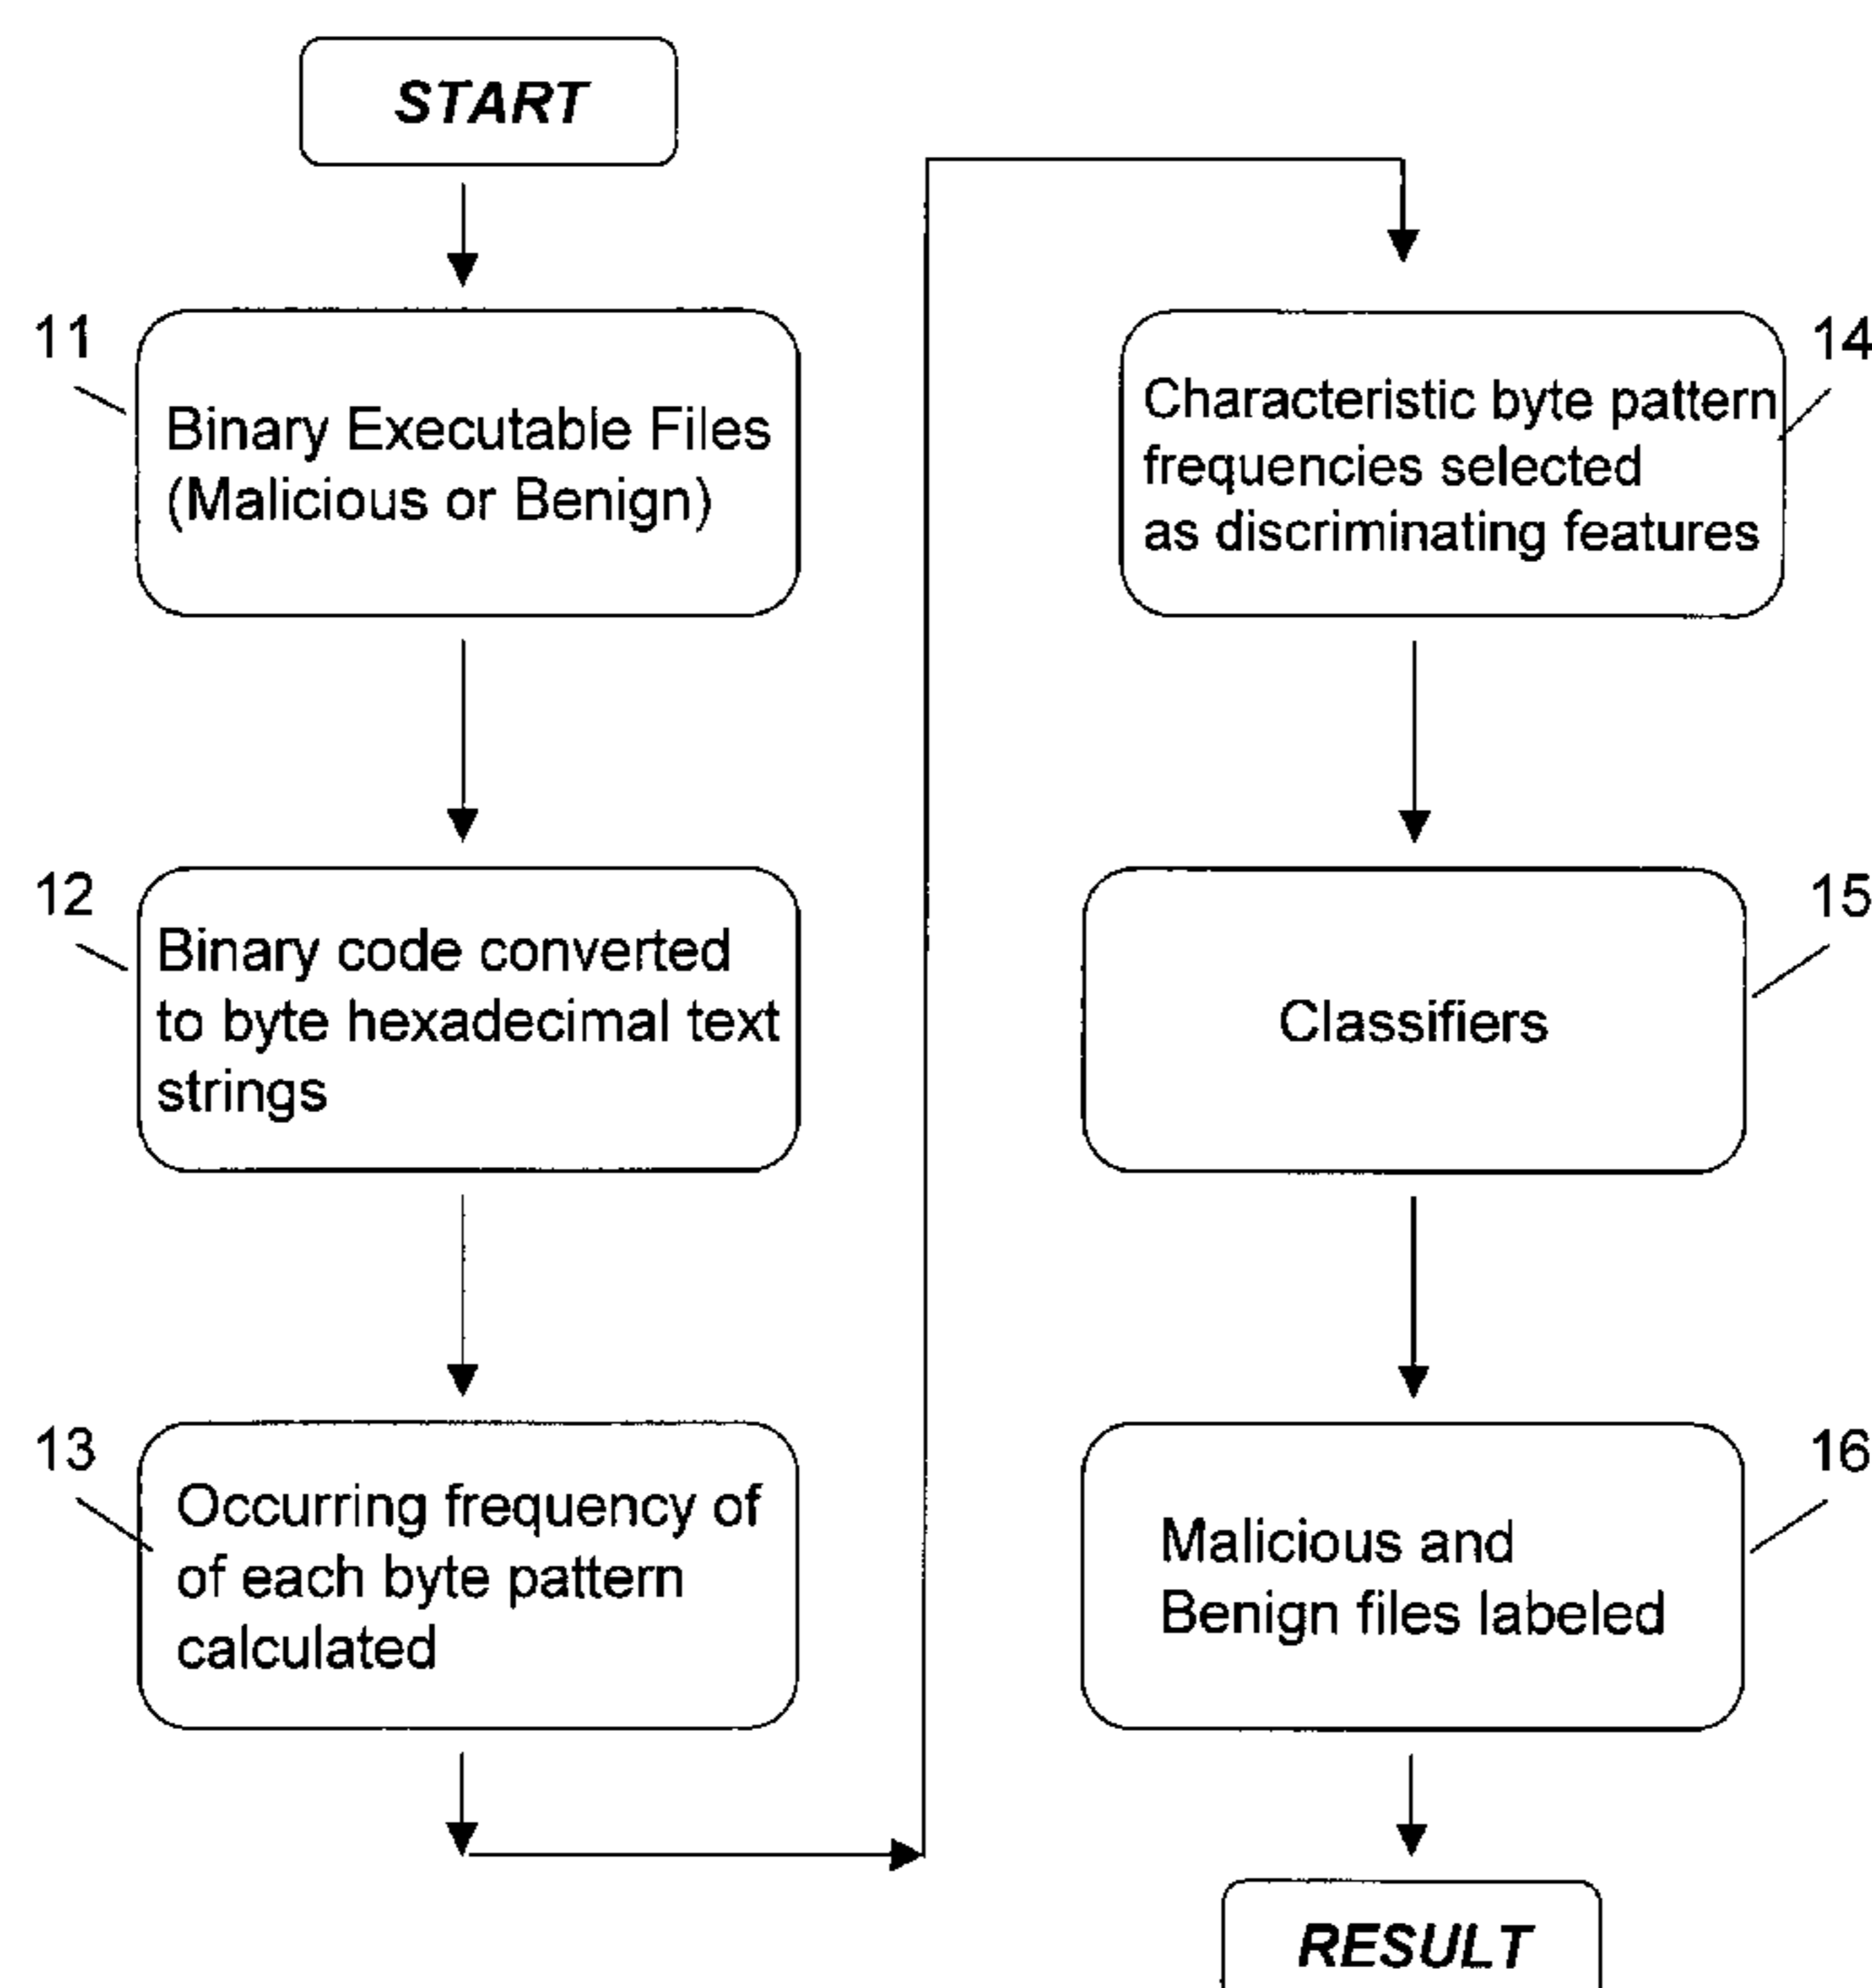 START
11
Binary Executable Files
(Malicious or Benign)
12
Binary code converted
to byte hexadecimal text
strings
13
Occurring frequency of
of each byte pattern
calculated
14
Characteristic byte pattern
frequencies selected
as discriminating features
15
Classifiers
16
Malicious and
Benign files labeled
RESULT